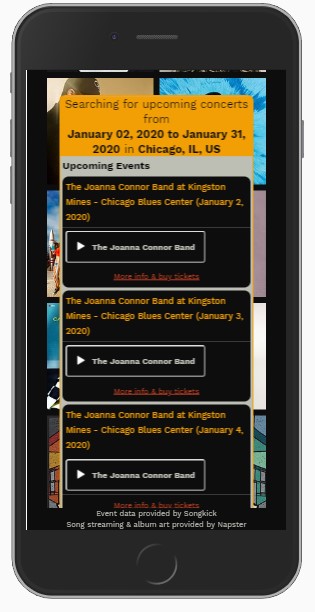 Searching for upcoming concerts
from
January 02, 2020 to January 31,
2020 in Chicago, IL, US
Upcoming Events
The Joanna Connor Band at Kingston
Mines - Chicago Blues Center (January 2,
2020)
The Joanna Connor Band
More info & buy tickets
The Joanna Connor Band at Kingston
Mines - Chicago Blues Center (January 3,
2020)
The Joanna Connor Band
More info & buy tickets
The Joanna Connor Band at Kingston
Mines - Chicago Blues Center (January 4,
2020)
The Joanna Connor Band
More info & buy tickets
Event data provided by Songkick
Song streaming & album art provided by Napster